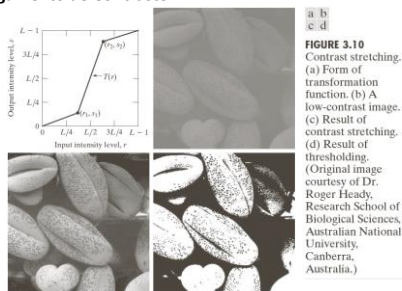 L − 1
3L/4
L/2
L/4
0
Output intensity level, s
(r₂, s₂)
T(r)
(r₁, s₁)
L/4 L/2 3L/4 L − 1
Input intensity level, r
a b
c d
FIGURE 3.10
Contrast stretching.
(a) Form of
transformation
function. (b) A
low-contrast image.
(c) Result of
contrast stretching.
(d) Result of
thresholding.
(Original image
courtesy of Dr.
Roger Heady,
Research School of
Biological Sciences,
Australian National
University,
Canberra,
Australia.)